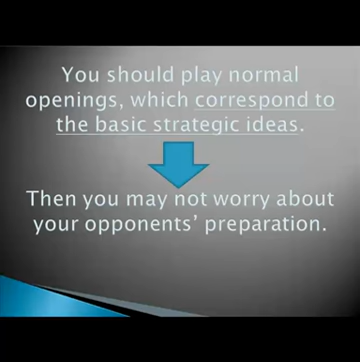 You should play normal
openings, which correspond to
the basic strategic ideas.
Then you may not worry about
your opponents’ preparation.